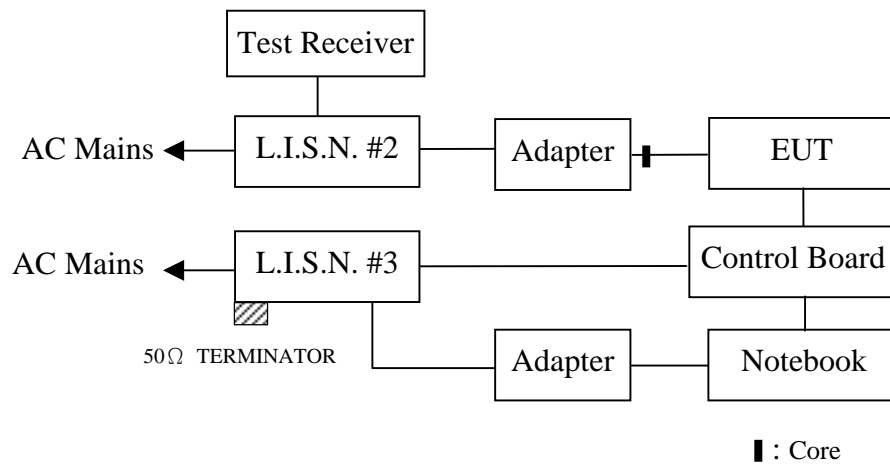 Test Receiver
AC Mains
L.I.S.N. #2
Adapter
EUT
AC Mains
L.I.S.N. #3
Control Board
50Ω TERMINATOR
Adapter
Notebook
: Core